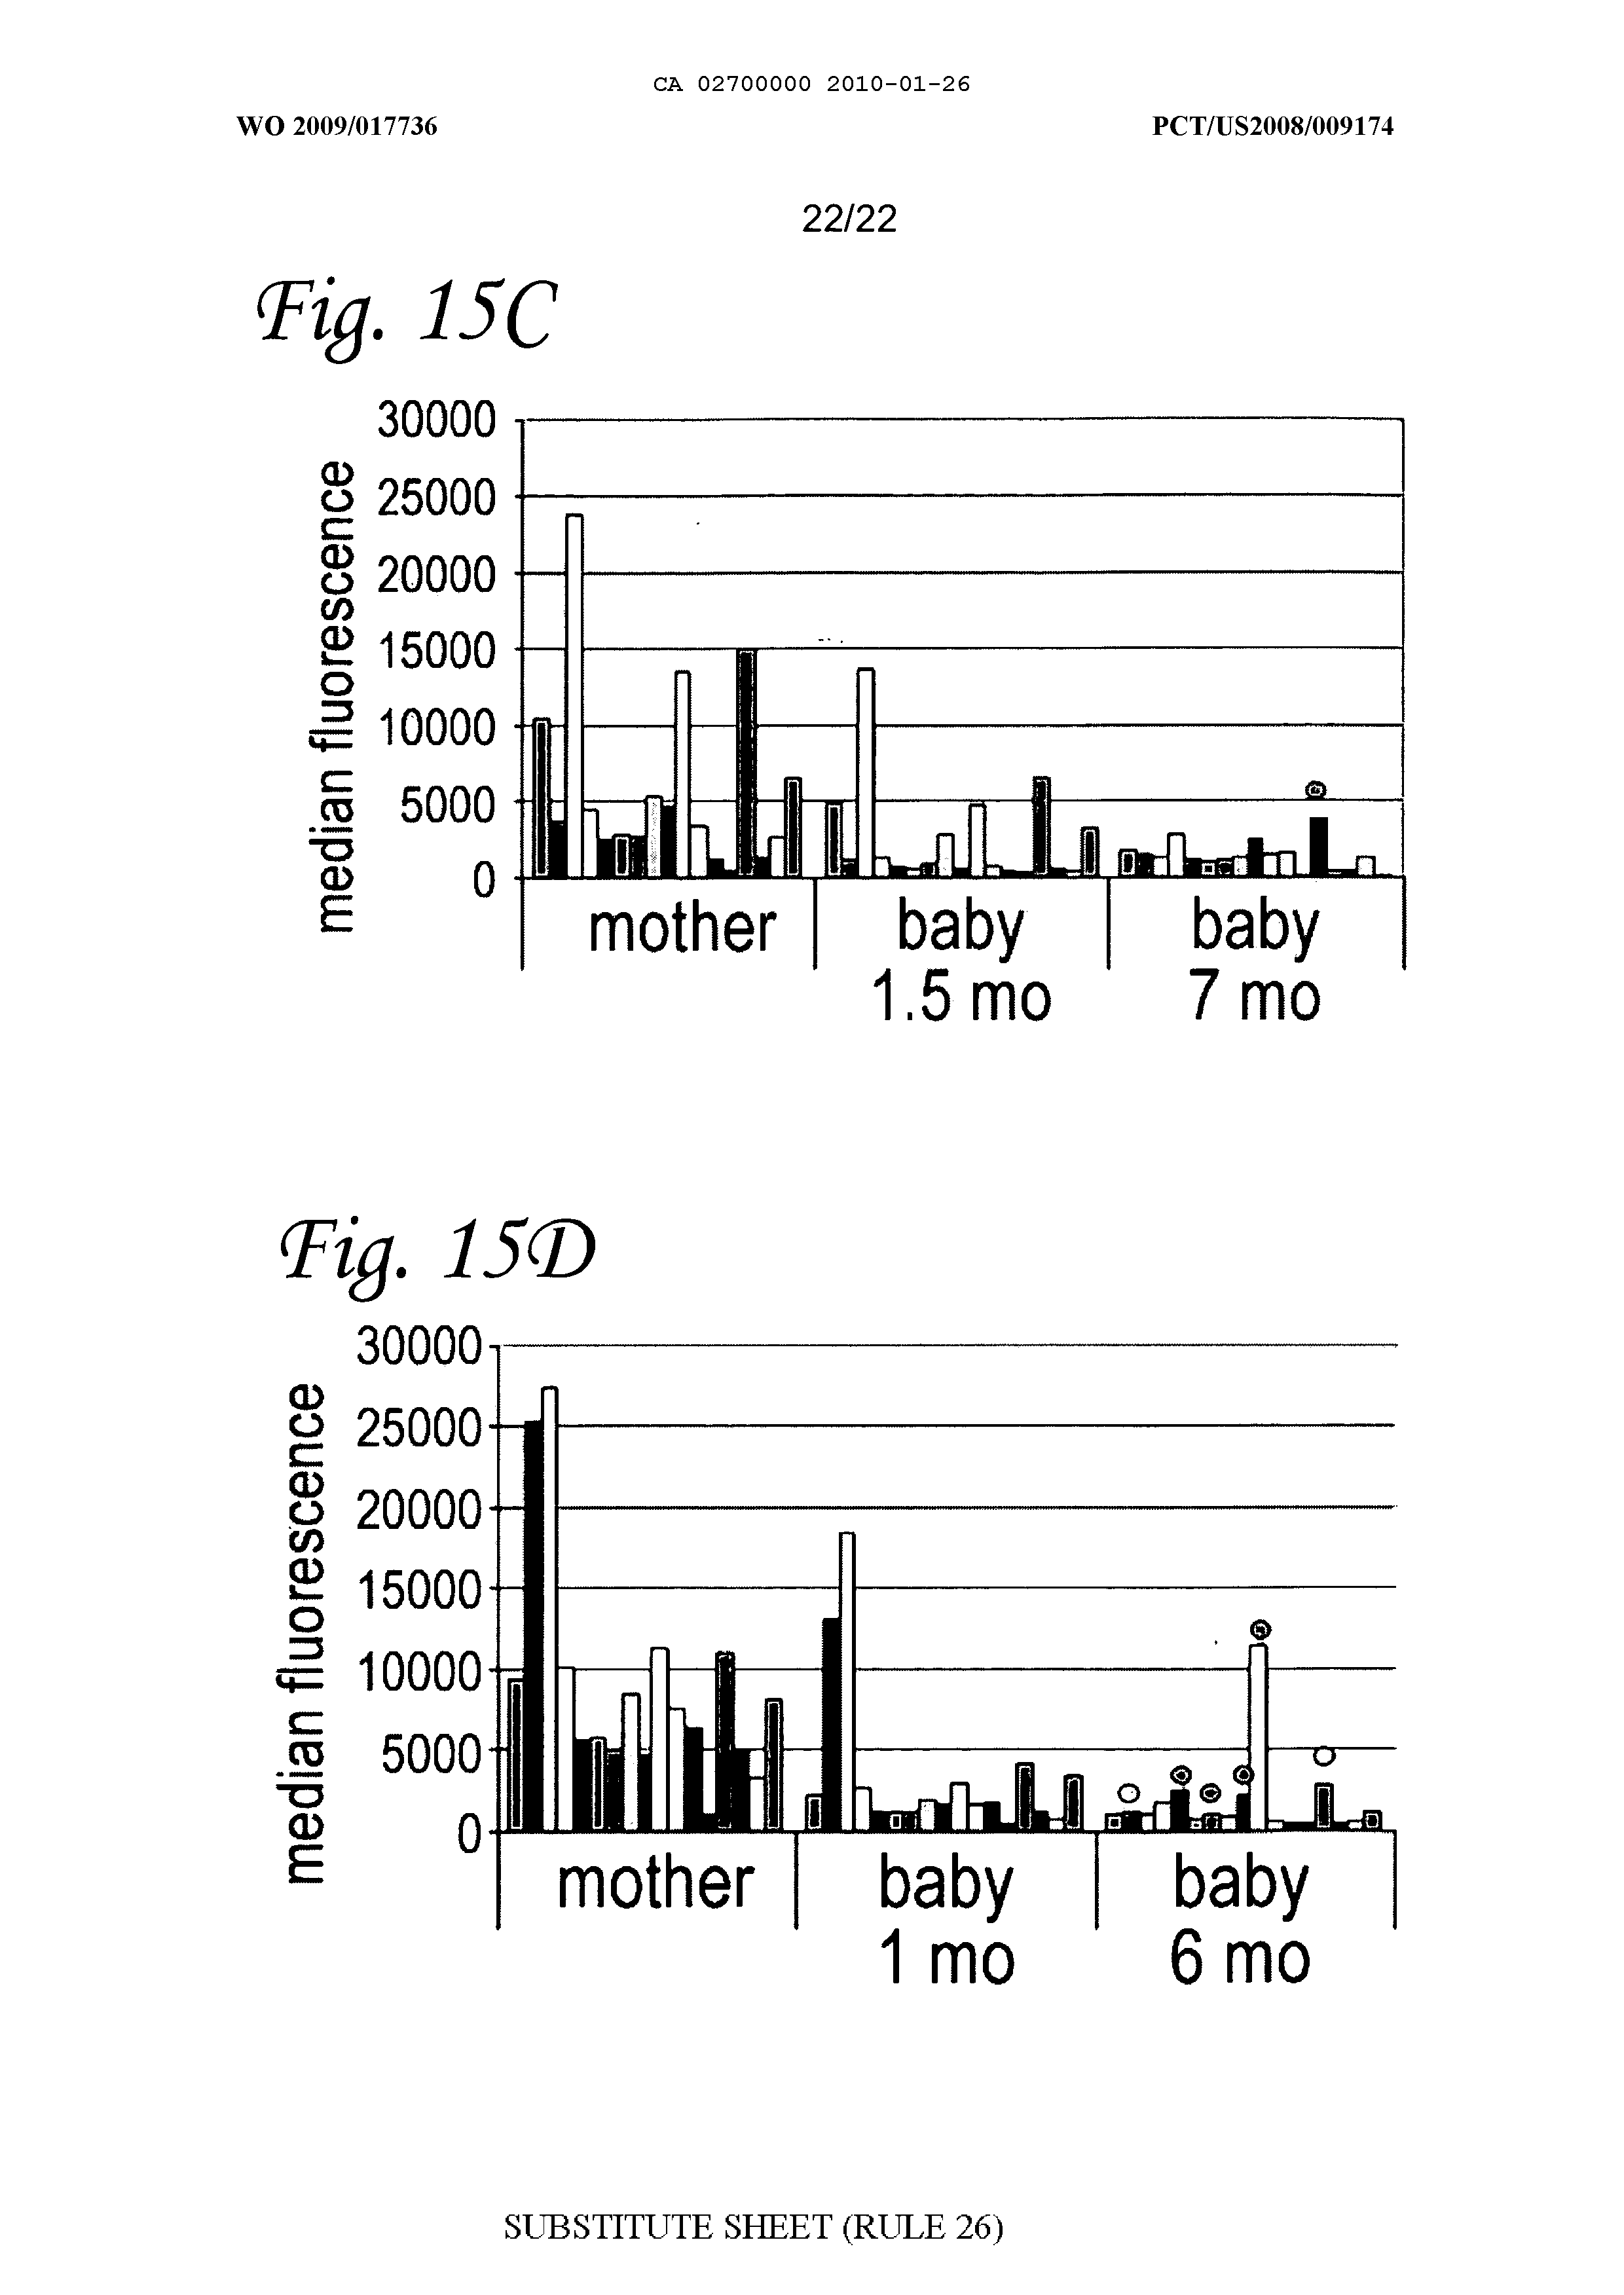 CA 02700000 2010-01-26
WO 2009/017736
PCT/US2008/009174
22/22
Fig. 15C
median fluorescence
30000
25000
20000
15000
10000
5000
0
mother
baby
1.5 mo
baby
7 mo
Fig. 15D
median fluorescence
30000
25000
20000
15000
10000
5000
0
mother
baby
1 mo
baby
6 mo
SUBSTITUTE SHEET (RULE 26)